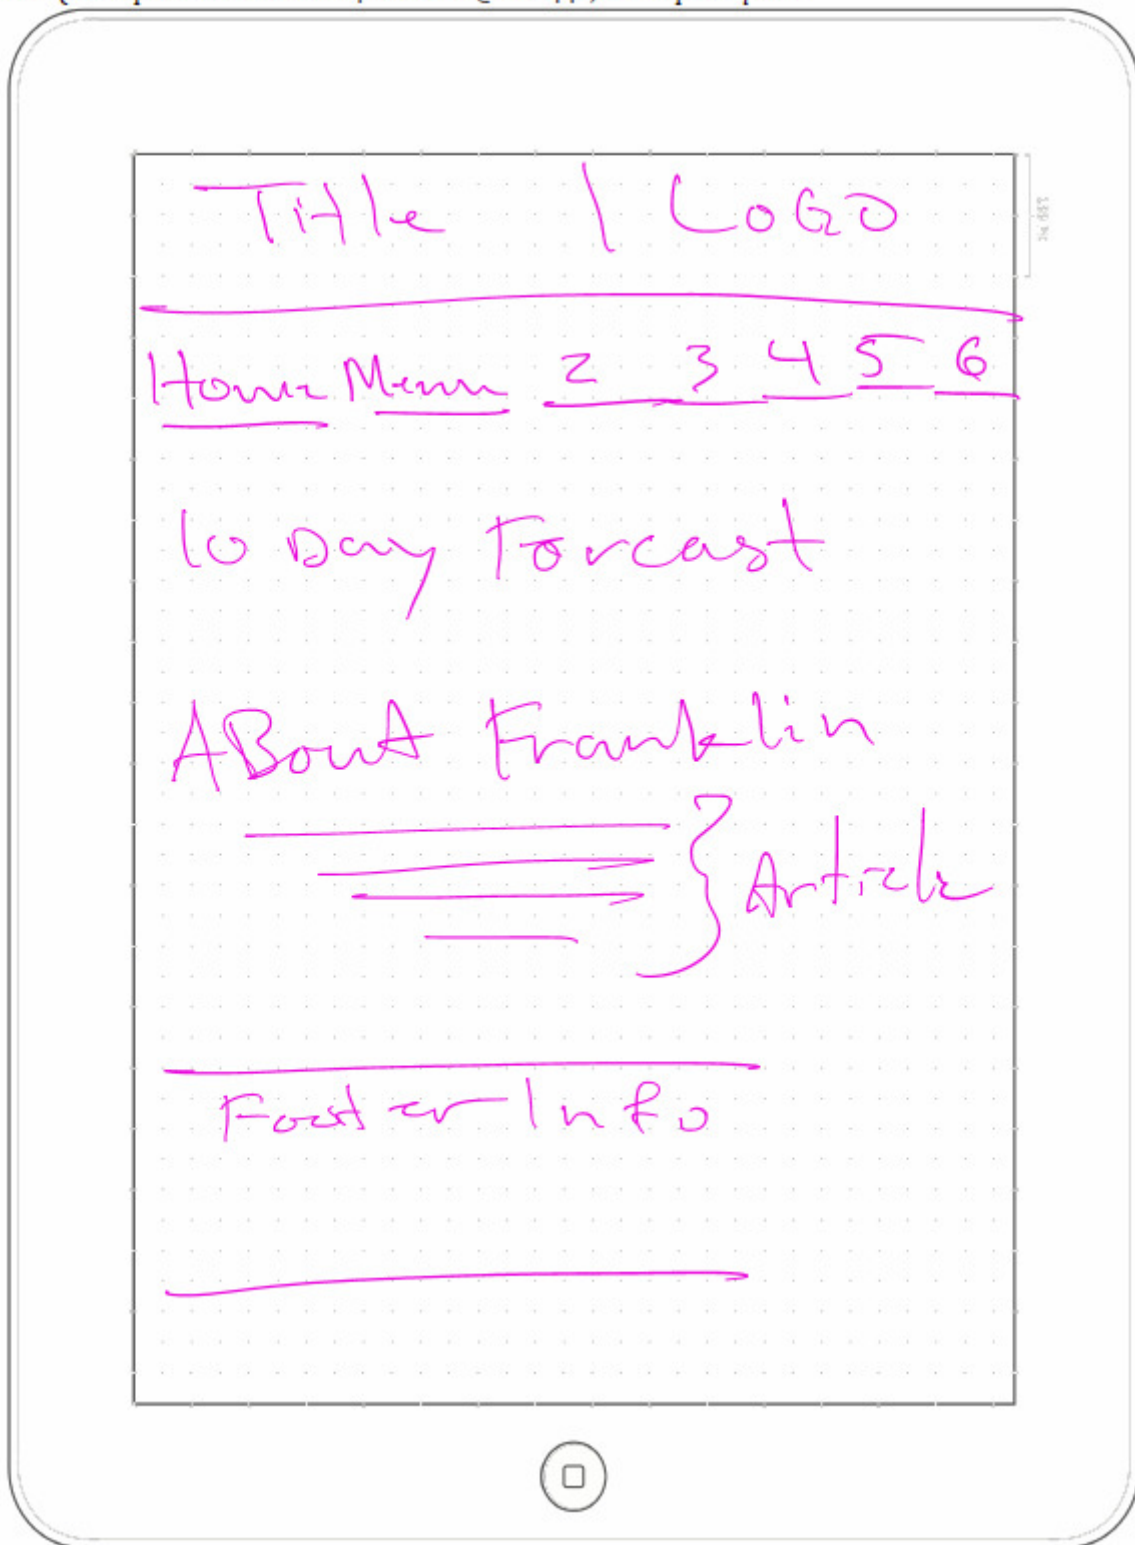 Title | LOGO
Home Menu 2 3 4 5 6
10 Day Forcast
ABout Franklin
Article
Footer Info